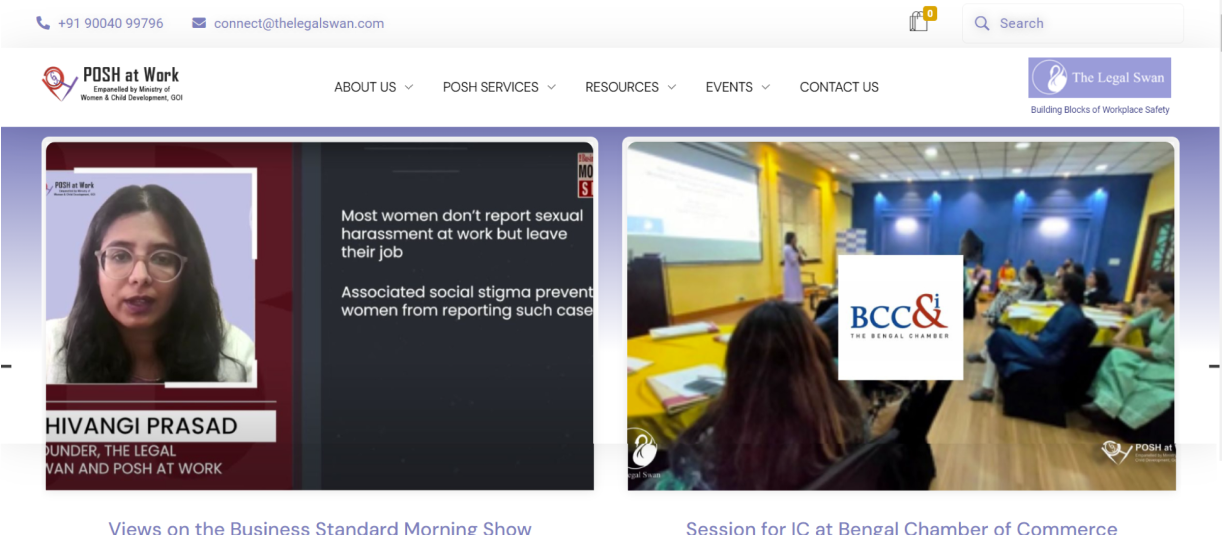 +91 90040 99796
connect@thelegalswan.com
0
Search
POSH at Work
Empanelled by Ministry of
Women & Child Development, GOI
ABOUT US
POSH SERVICES
RESOURCES
EVENTS
CONTACT US
The Legal Swan
Building Blocks of Workplace Safety
POSH at Work
Most women don't report sexual
harassment at work but leave
their job
Associated social stigma prevent
women from reporting such case
HIVANGI PRASAD
OUNDER, THE LEGAL
WAN AND POSH AT WORK
BCC&i
THE BENGAL CHAMBER
egal Swan
POSH at
Views on the Business Standard Morning Show
Session for IC at Bengal Chamber of Commerce